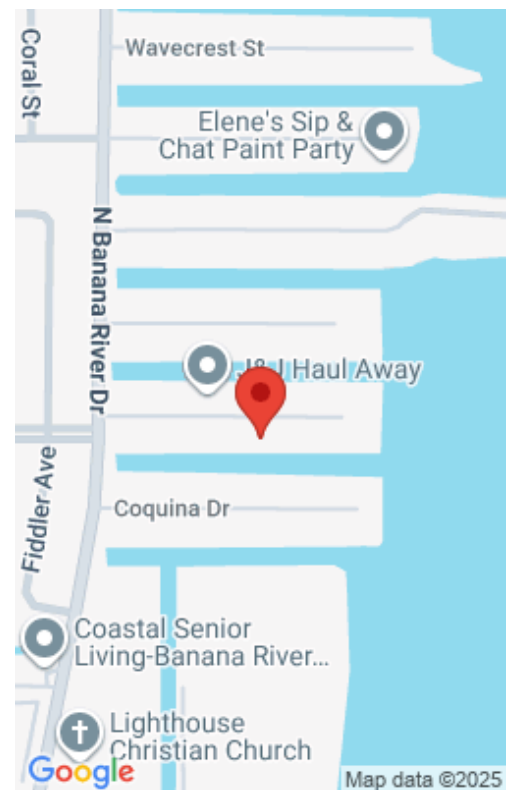 Coral St
Wavecrest St
Elene's Sip &
Chat Paint Party
N Banana River Dr
J&J Haul Away
Fiddler Ave
Coquina Dr
Coastal Senior
Living-Banana River...
Lighthouse
Christian Church
Google
Map data ©2025